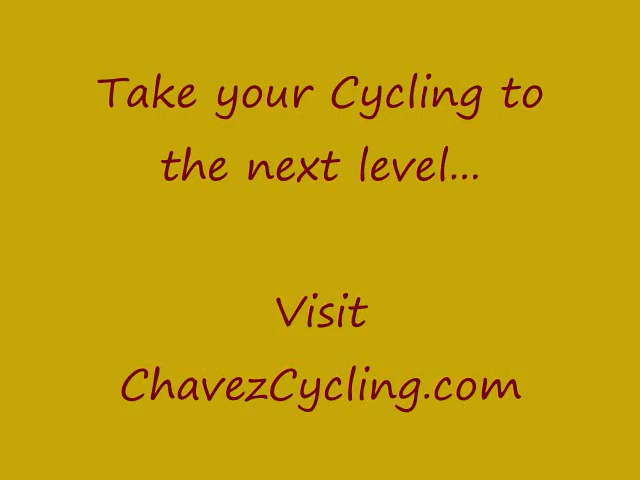 Take your Cycling to
the next level...
Visit
ChavezCycling.com